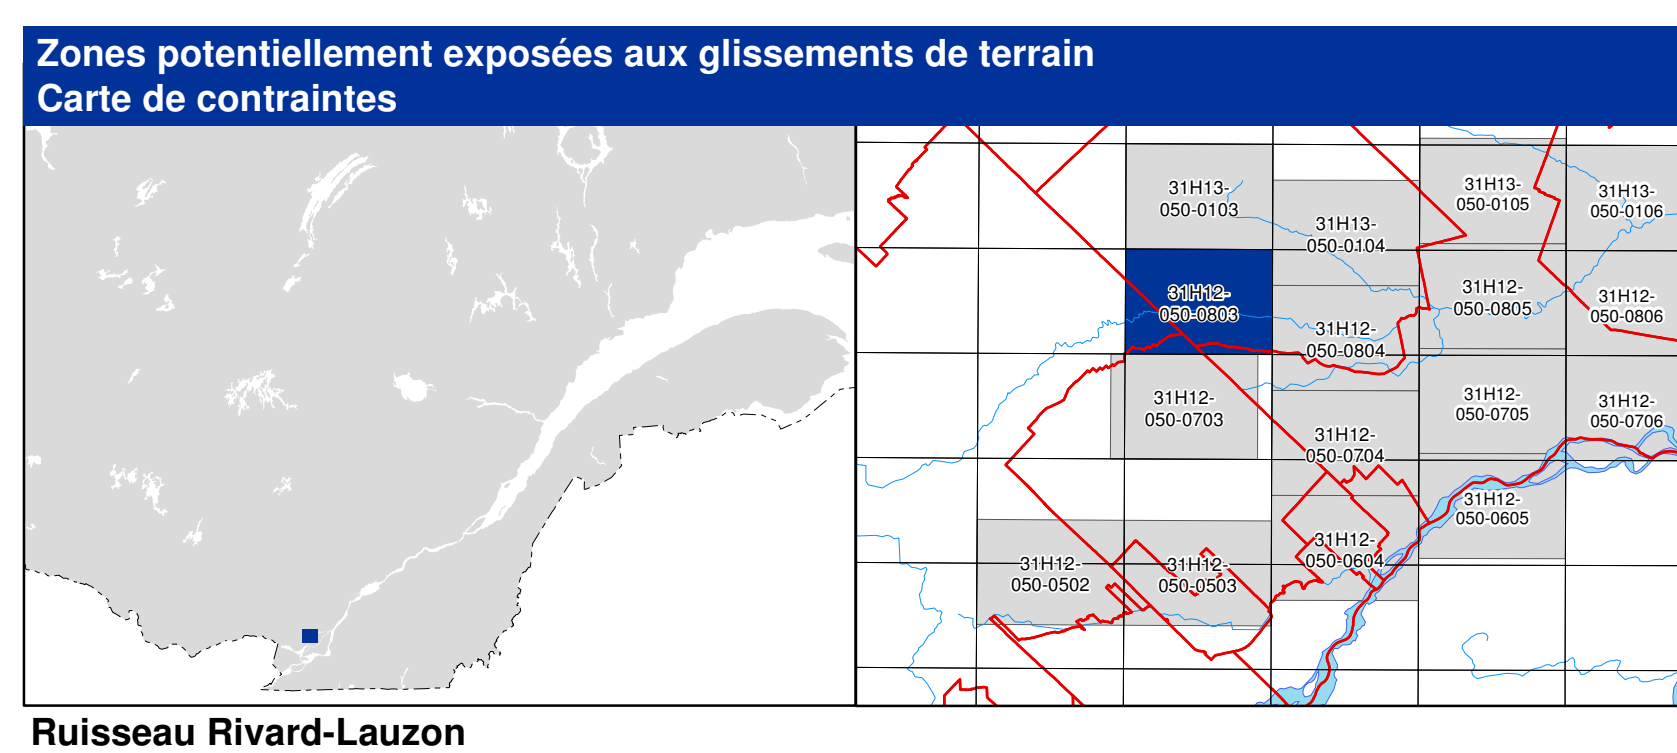 Zones potentiellement exposées aux glissements de terrain
Carte de contraintes
31H13-
050-0103
31H13-
050-0104
31H13-
050-0105
31H13-
050-0106
31H12-
050-0803
31H12-
050-0804
31H12-
050-0805
31H12-
050-0806
31H12-
050-0703
31H12-
050-0704
31H12-
050-0705
31H12-
050-0706
31H12-
050-0605
31H12-
050-0502
31H12-
050-0503
31H12-
050-0604
Ruisseau Rivard-Lauzon